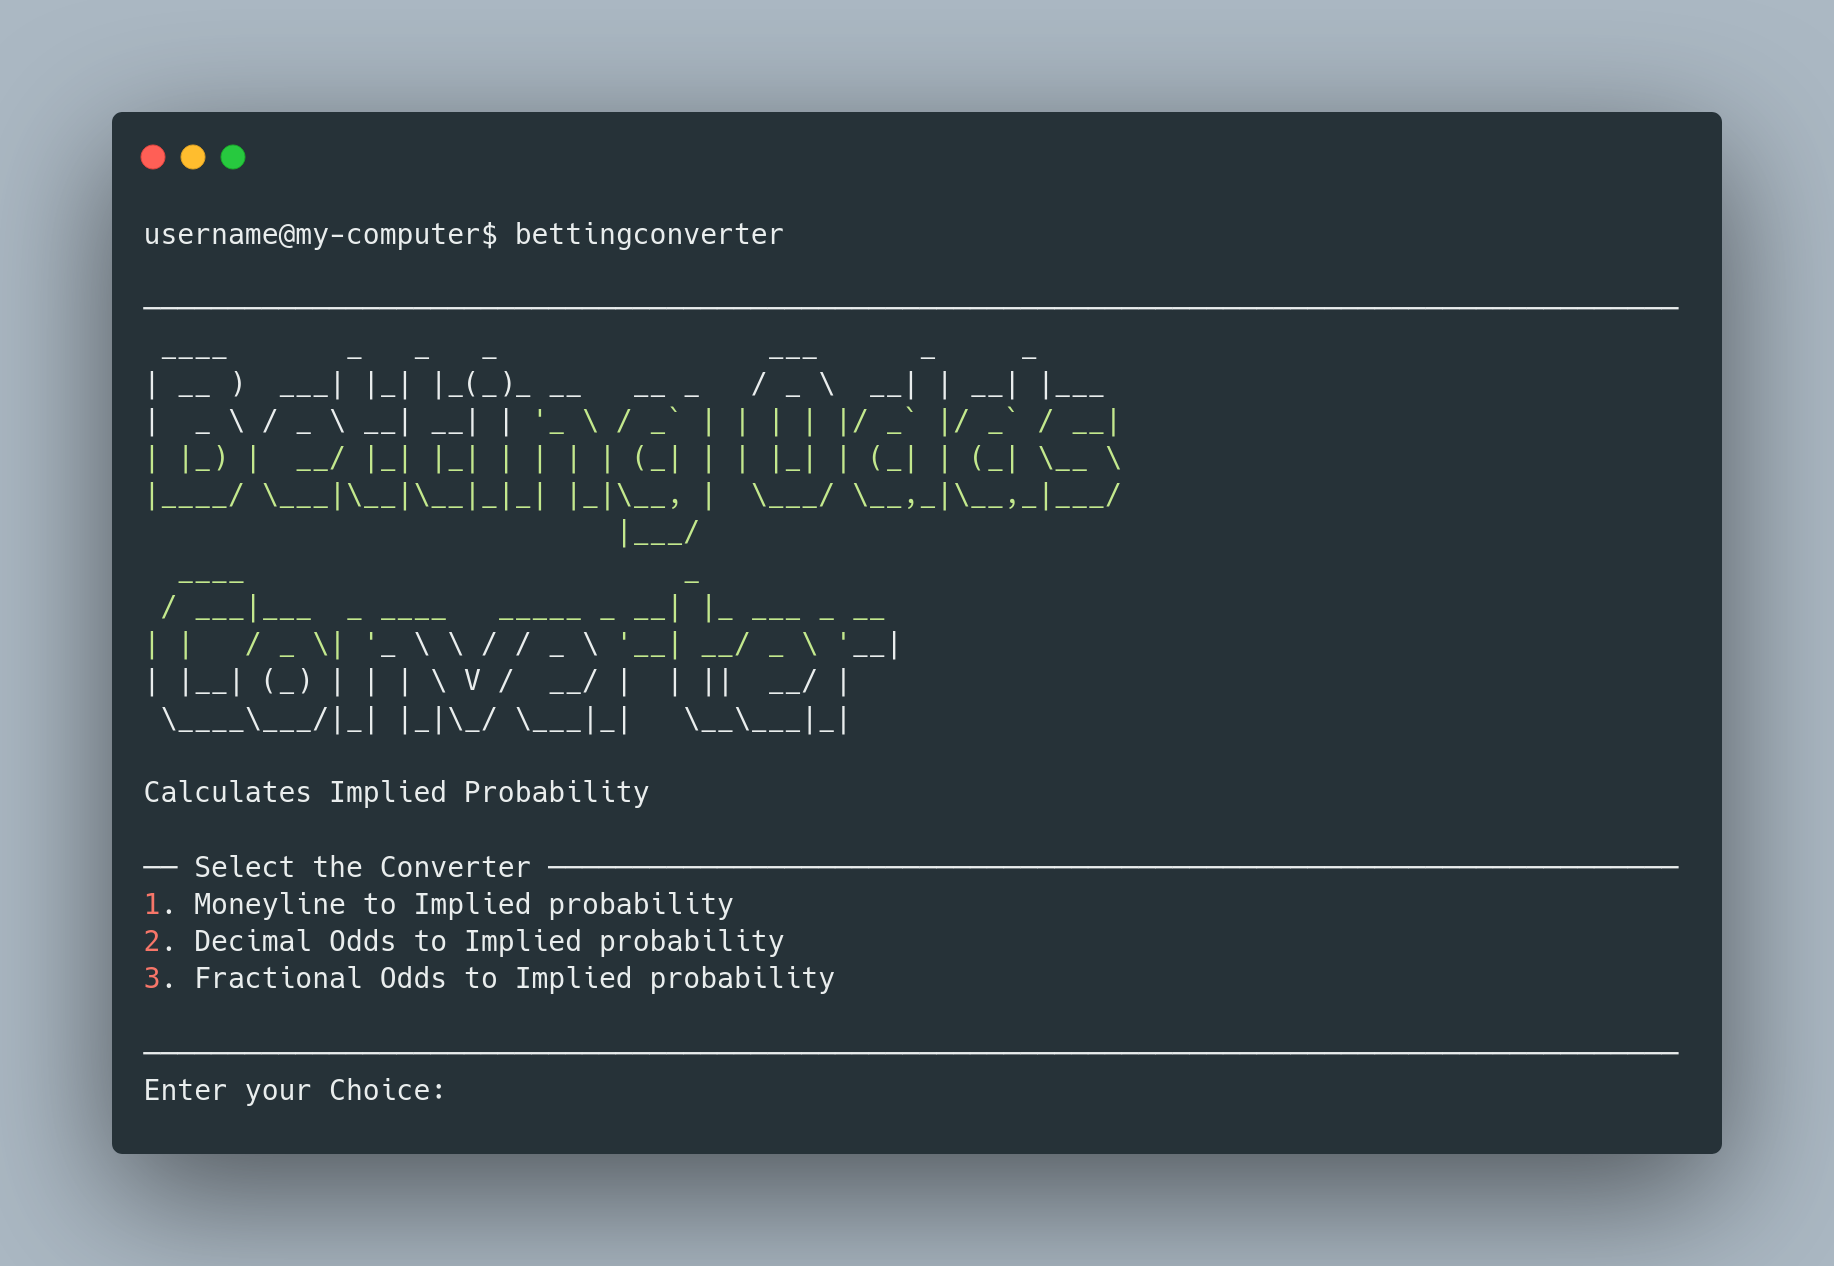 username@my-computer$ bettingconverter
Betting Odds
Converter
Calculates Implied Probability
Select the Converter
1. Moneyline to Implied probability
2. Decimal Odds to Implied probability
3. Fractional Odds to Implied probability
Enter your Choice: